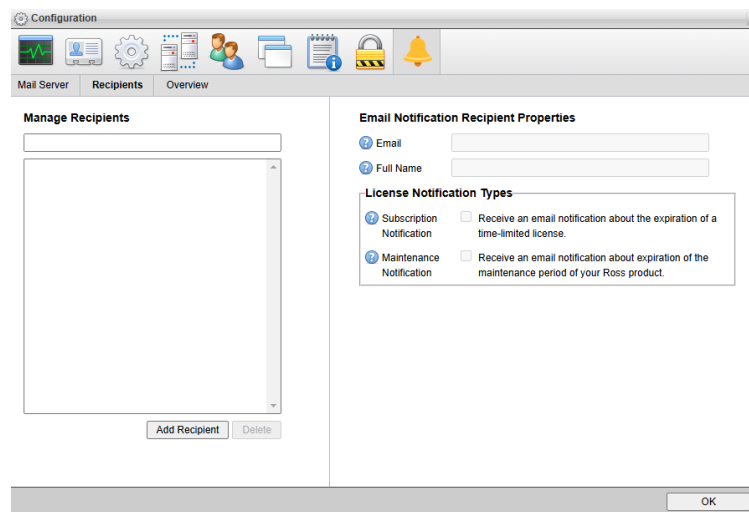 Configuration
Mail Server Recipients Overview
Manage Recipients
Add Recipient Delete
Email Notification Recipient Properties
? Email
? Full Name
License Notification Types
? Subscription Notification
Receive an email notification about the expiration of a
time-limited license.
? Maintenance Notification
Receive an email notification about expiration of the
maintenance period of your Ross product.
OK